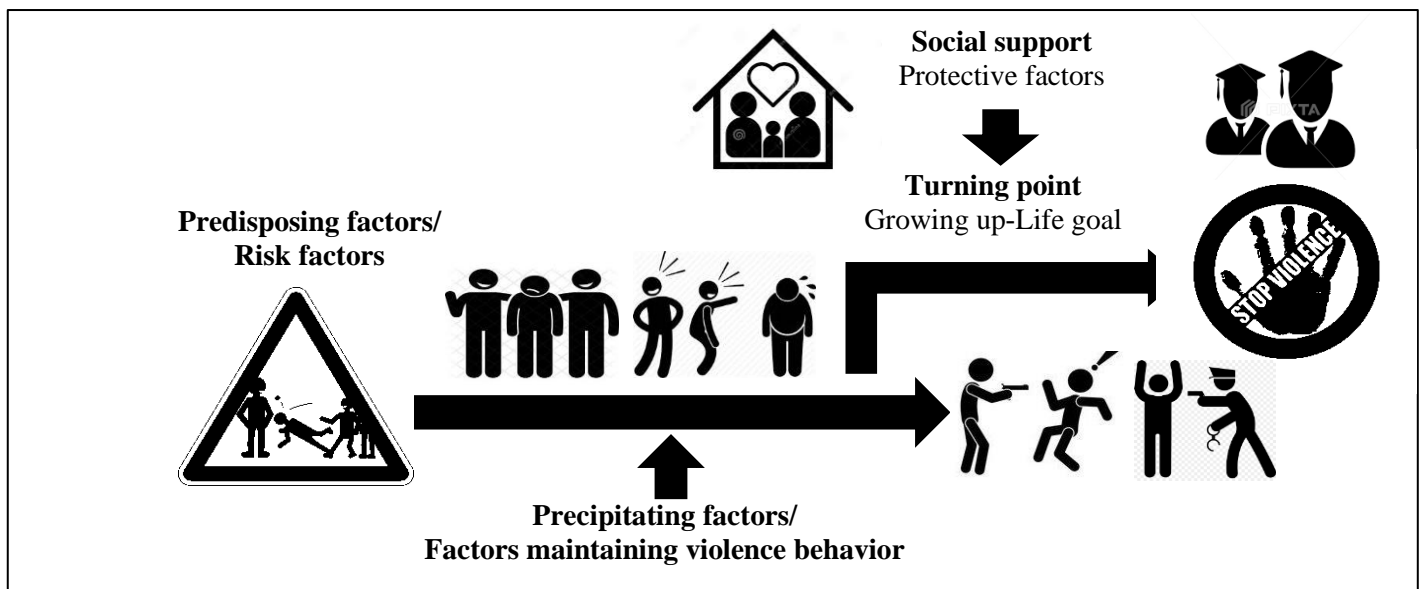 Social support
Protective factors
Turning point
Growing up-Life goal
Predisposing factors/
Risk factors
STOP VIOLENCE
Precipitating factors/
Factors maintaining violence behavior